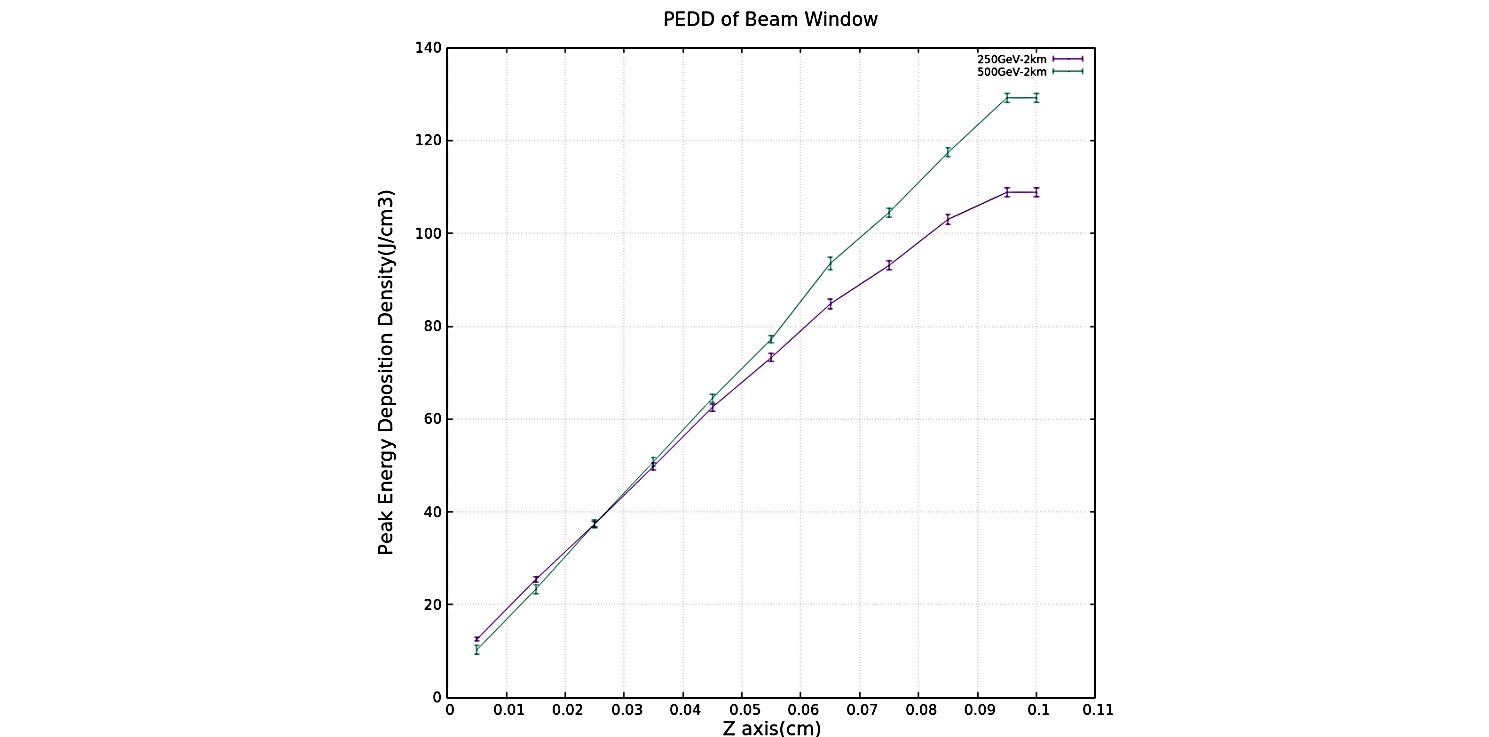 PEDD of Beam Window
140
120
100
80
60
40
20
0
Peak Energy Deposition Density(J/cm3)
250GeV-2km
500GeV-2km
0 0.01 0.02 0.03 0.04 0.05 0.06 0.07 0.08 0.09 0.1 0.11
Z axis(cm)